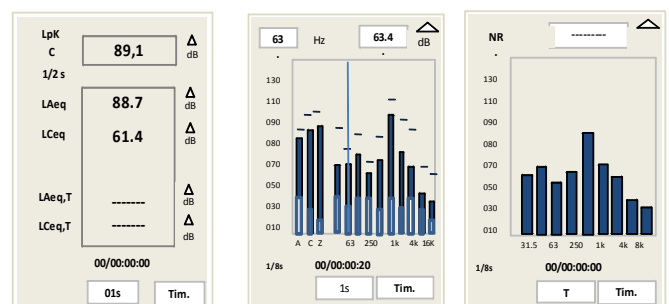 LpK
C 89,1 Δ dB
1/2 s
LAeq 88.7 Δ dB
LCeq 61.4 Δ dB
LAeq,T ------- Δ dB
LCeq,T ------- Δ dB
00/00:00:00
01s Tim.
63 Hz 63.4 dB
130
110
090
080
070
050
030
010
A C Z 63 250 1k 4k 16K
1/8s 00/00:00:20
1s Tim.
NR ---------
130
110
090
080
070
050
030
010
31.5 63 250 1k 4k 8k
1/8s 00/00:00:00
T Tim.